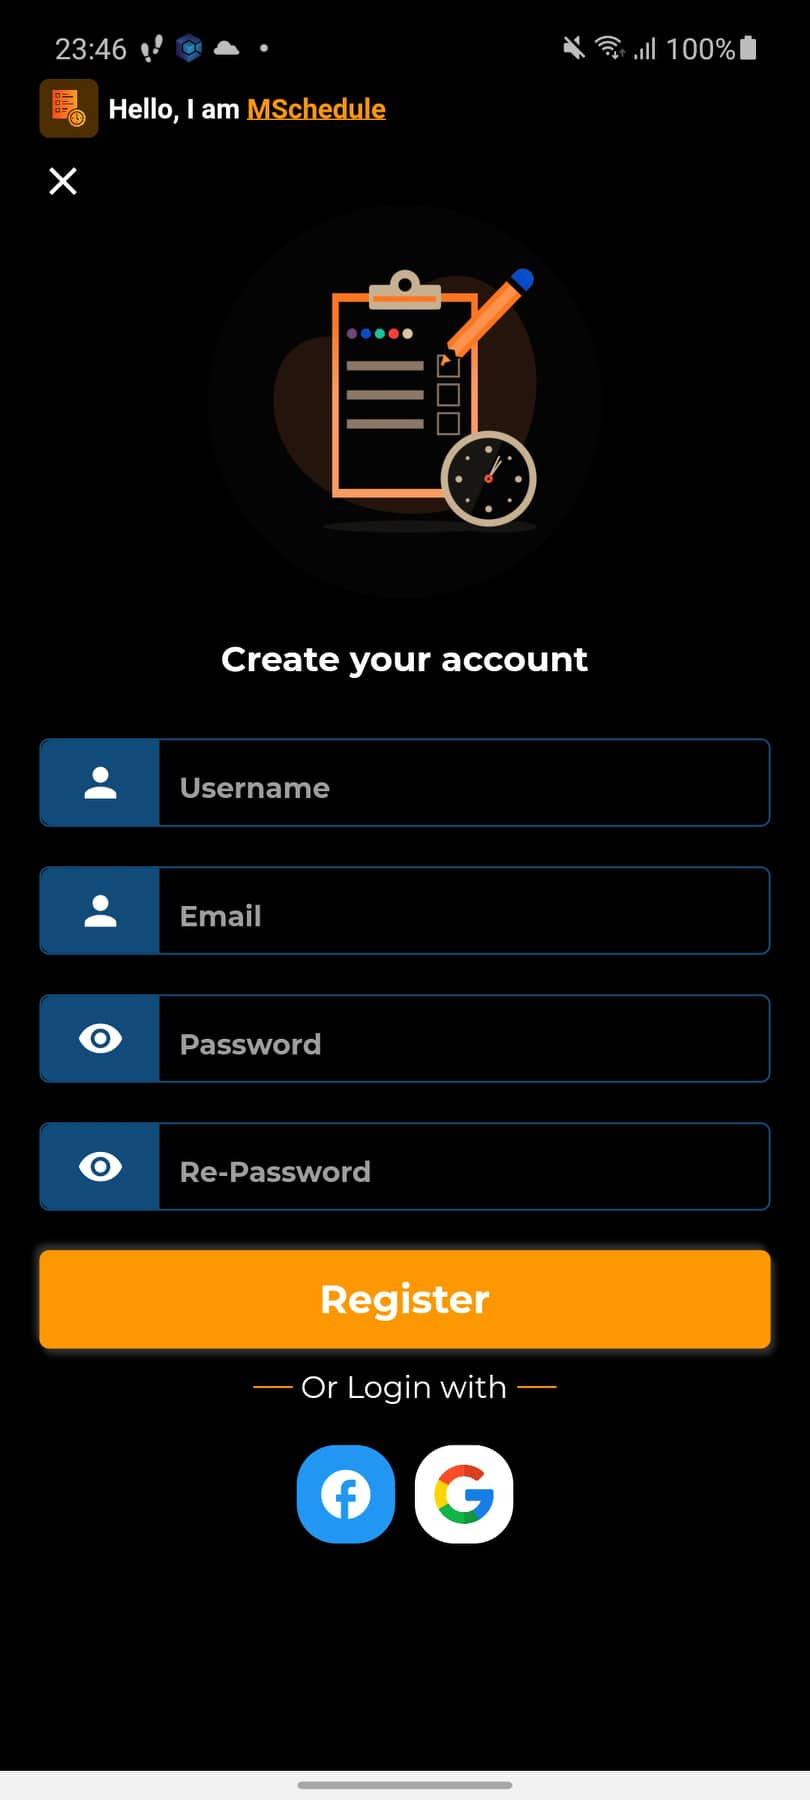 23:46
100%
Hello, I am MSchedule
Create your account
Username
Email
Password
Re-Password
Register
Or Login with